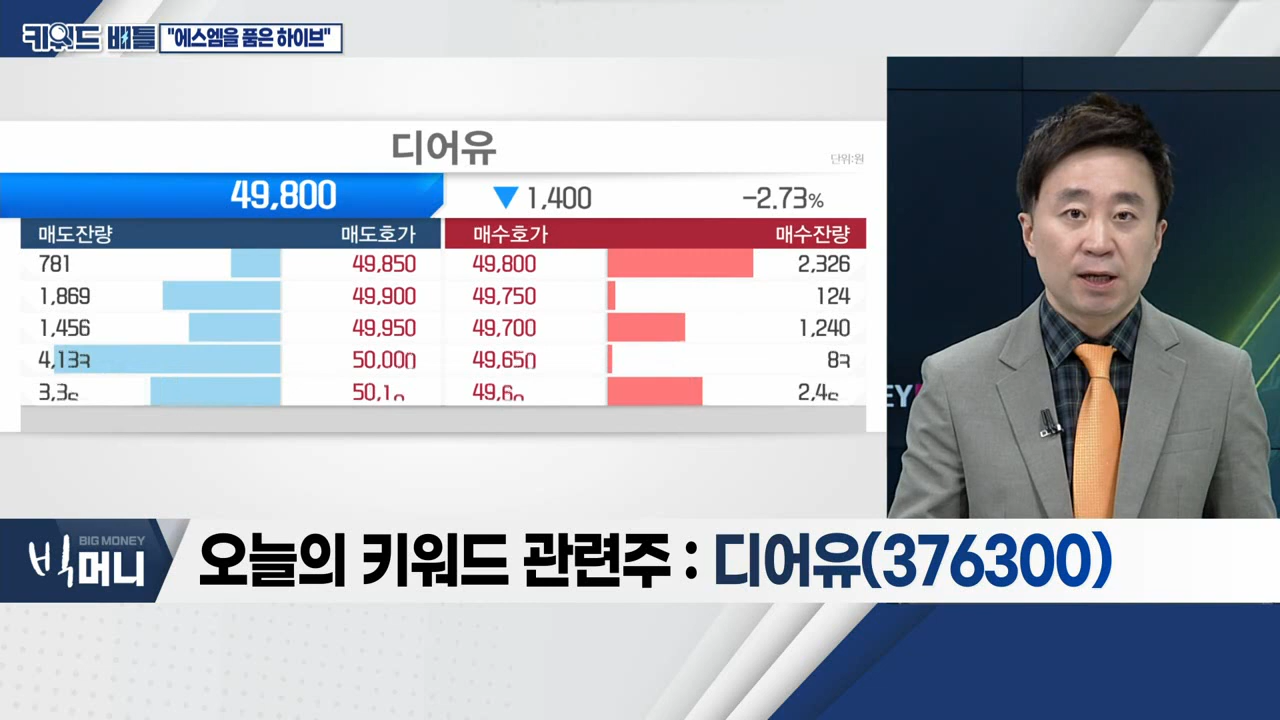 키워드 배틀 "에스엠을 품은 하이브"
디어유
단위:원
49,800 ▼ 1,400 -2.73%
매도잔량 매도호가 매수호가 매수잔량
781 49,850 49,800 2,326
1,869 49,900 49,750 124
1,456 49,950 49,700 1,240
50,000 49,650
EY
BIG MONEY
빅머니
오늘의 키워드 관련주 : 디어유(376300)